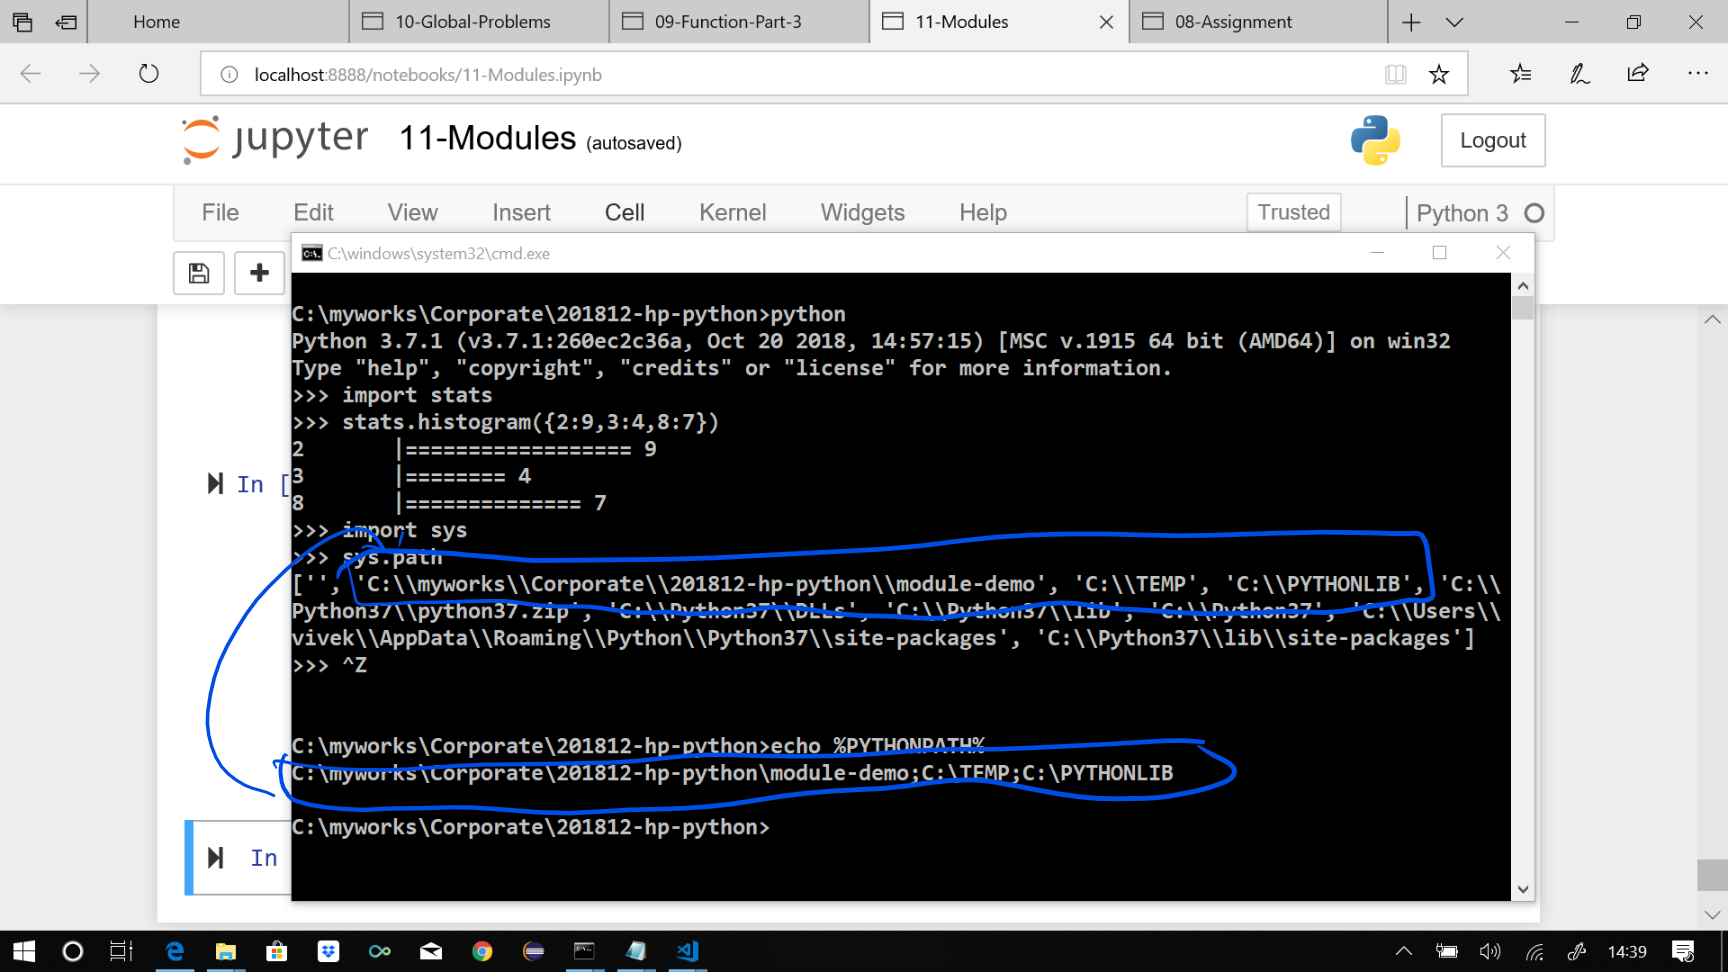 Home
10-Global-Problems
09-Function-Part-3
11-Modules
08-Assignment
localhost:8888/notebooks/11-Modules.ipynb
jupyter 11-Modules (autosaved)
Logout
File Edit View Insert Cell Kernel Widgets Help
Trusted
Python 3
C:\windows\system32\cmd.exe
C:\myworks\Corporate\201812-hp-python>python
Python 3.7.1 (v3.7.1:260ec2c36a, Oct 20 2018, 14:57:15) [MSC v.1915 64 bit (AMD64)] on win32
Type "help", "copyright", "credits" or "license" for more information.
>>> import stats
>>> stats.histogram({2:9,3:4,8:7})
2 |================== 9
3 |======== 4
8 |============== 7
>>> import sys
>>> sys.path
['', 'C:\\myworks\\Corporate\\201812-hp-python\\module-demo', 'C:\\TEMP', 'C:\\PYTHONLIB', 'C:\\
Python37\\python37.zip', 'C:\\Python37\\DLLs', 'C:\\Python37\\lib', 'C:\\Python37', 'C:\\Users\\
vivek\\AppData\\Roaming\\Python\\Python37\\site-packages', 'C:\\Python37\\lib\\site-packages']
>>> ^Z
C:\myworks\Corporate\201812-hp-python>echo %PYTHONPATH%
C:\myworks\Corporate\201812-hp-python\module-demo;C:\TEMP;C:\PYTHONLIB
C:\myworks\Corporate\201812-hp-python>
In [
In
14:39